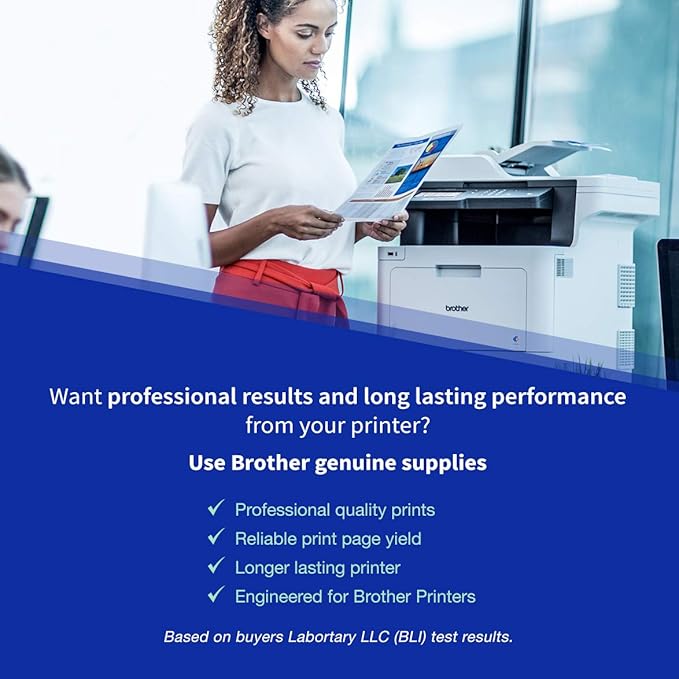 brother
Want professional results and long lasting performance
from your printer?
Use Brother genuine supplies
✓ Professional quality prints
✓ Reliable print page yield
✓ Longer lasting printer
✓ Engineered for Brother Printers
Based on buyers Labortary LLC (BLI) test results.